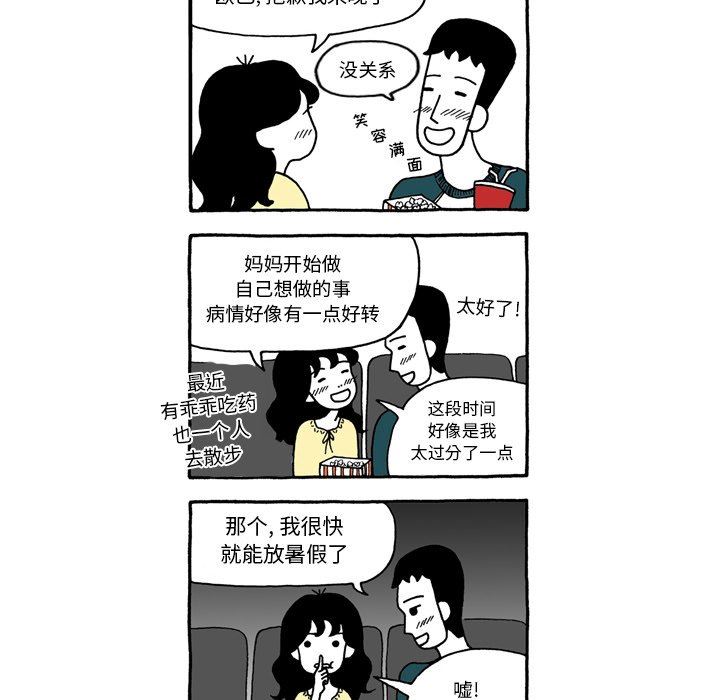 没关系
笑容满面
妈妈开始做
自己想做的事
病情好像有一点好转
太好了!
最近
有乖乖吃药
也一个人
去散步
这段时间
好像是我
太过分了一点
那个, 我很快
就能放暑假了
嘘!